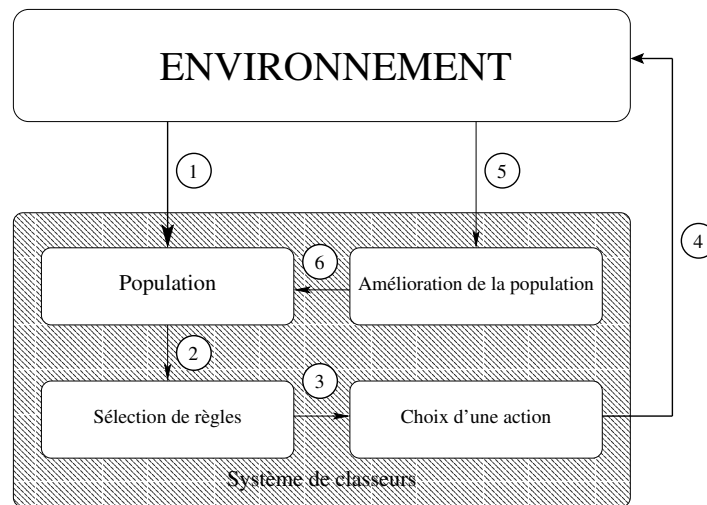 ENVIRONNEMENT
1
5
4
Population
6
Amélioration de la population
2
3
Sélection de règles
Choix d'une action
Système de classeurs